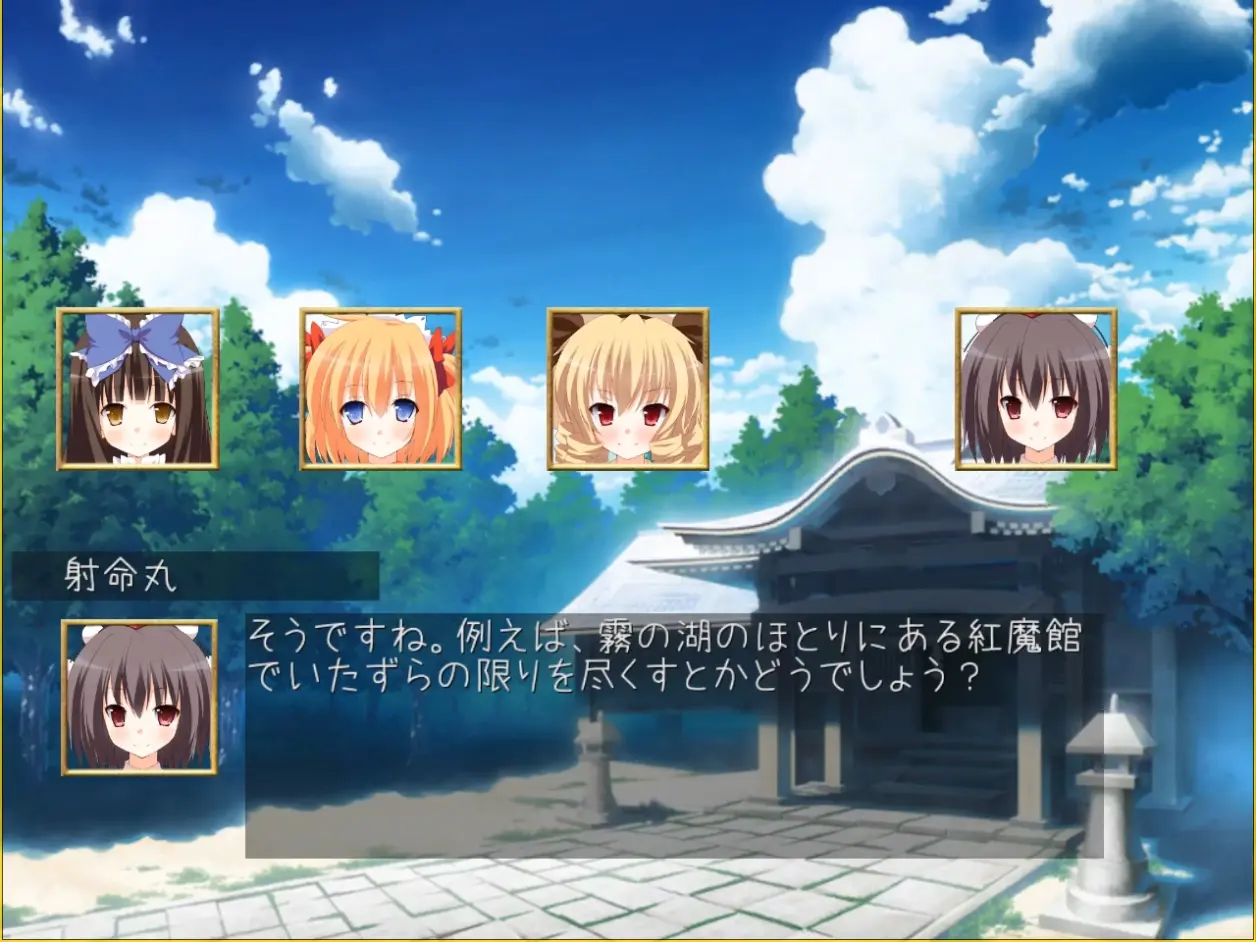 射命丸
そうですね。例えば、霧の湖のほとりにある紅魔館
でいたずらの限りを尽くすとかどうでしょう?